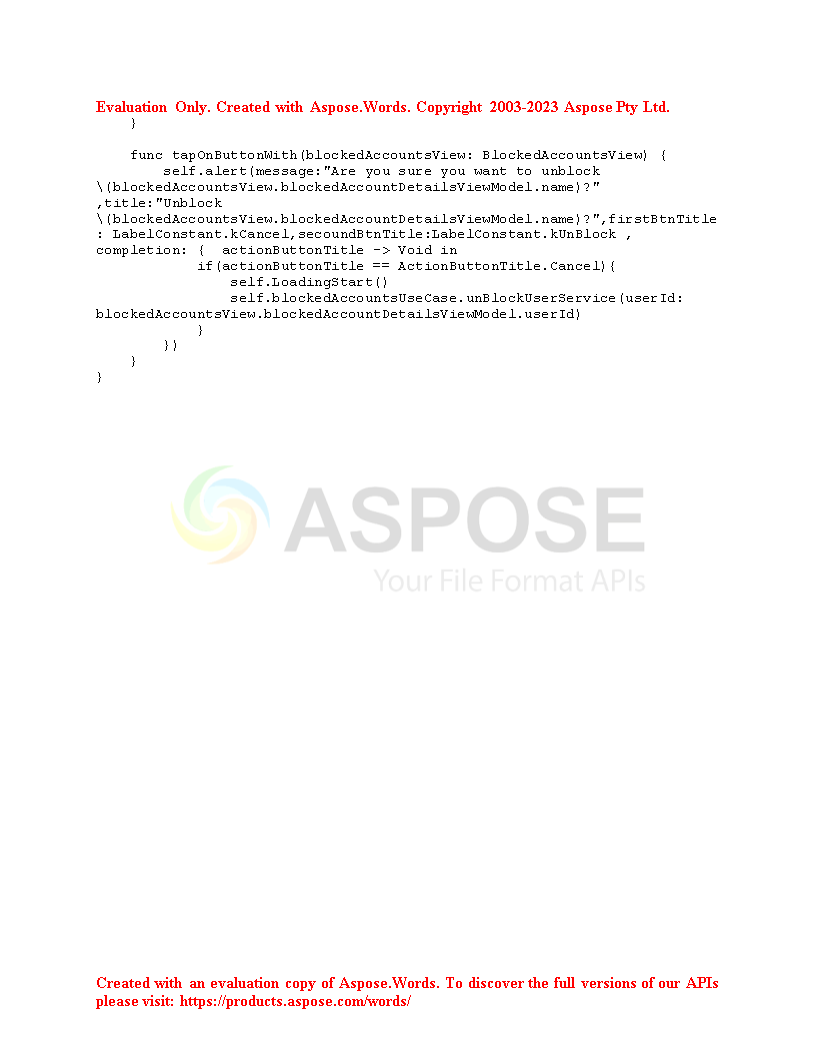 Evaluation Only. Created with Aspose.Words. Copyright 2003-2023 Aspose Pty Ltd.
    }
    func tapOnButtonWith(blockedAccountsView: BlockedAccountsView) {
        self.alert(message:"Are you sure you want to unblock
\(blockedAccountsView.blockedAccountDetailsViewModel.name)?"
,title:"Unblock
\(blockedAccountsView.blockedAccountDetailsViewModel.name)?",firstBtnTitle
: LabelConstant.kCancel,secoundBtnTitle:LabelConstant.kUnBlock ,
completion: {  actionButtonTitle -> Void in
            if(actionButtonTitle == ActionButtonTitle.Cancel){
                self.LoadingStart()
                self.blockedAccountsUseCase.unBlockUserService(userId:
blockedAccountsView.blockedAccountDetailsViewModel.userId)
            }
        })
    }
}
ASPOSE
Your File Format APIs
Created with an evaluation copy of Aspose.Words. To discover the full versions of our APIs
please visit: https://products.aspose.com/words/